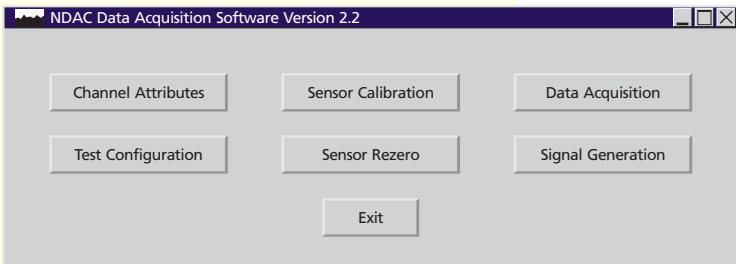 NDAC Data Acquisition Software Version 2.2
Channel Attributes Sensor Calibration Data Acquisition
Test Configuration Sensor Rezero Signal Generation
Exit